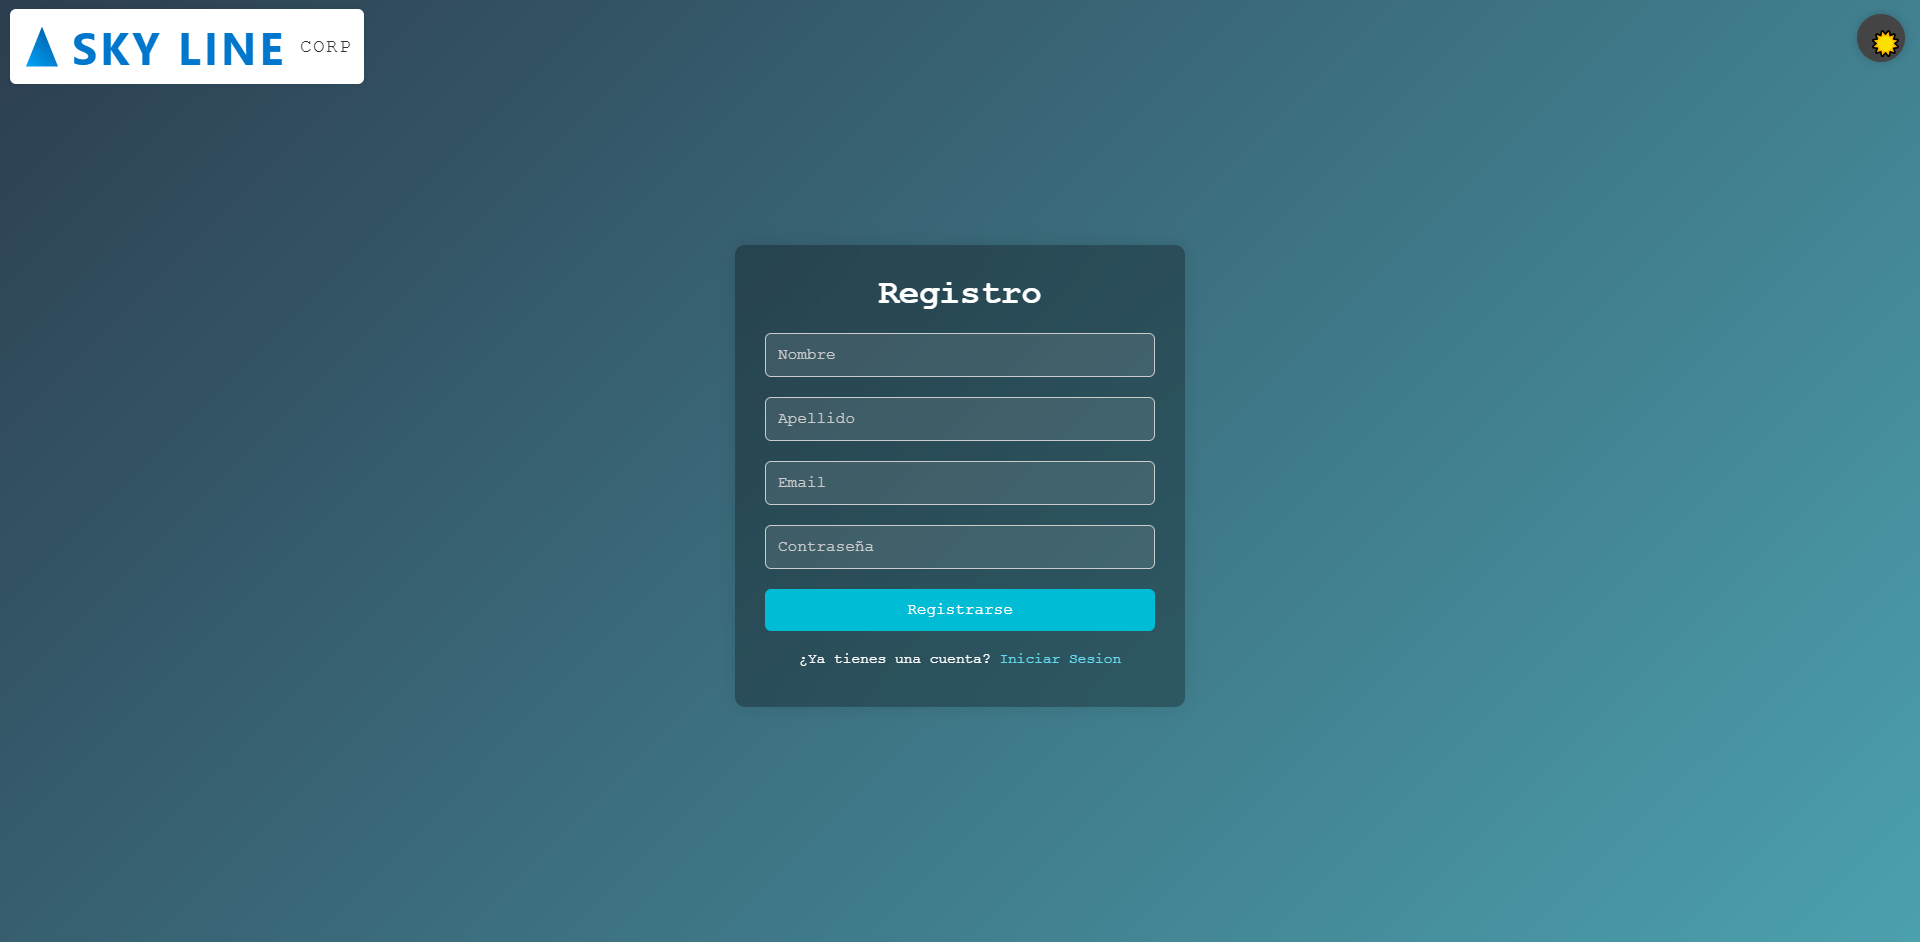 SKY LINE CORP
Registro
Nombre
Apellido
Email
Contraseña
Registrarse
¿Ya tienes una cuenta? Iniciar Sesion